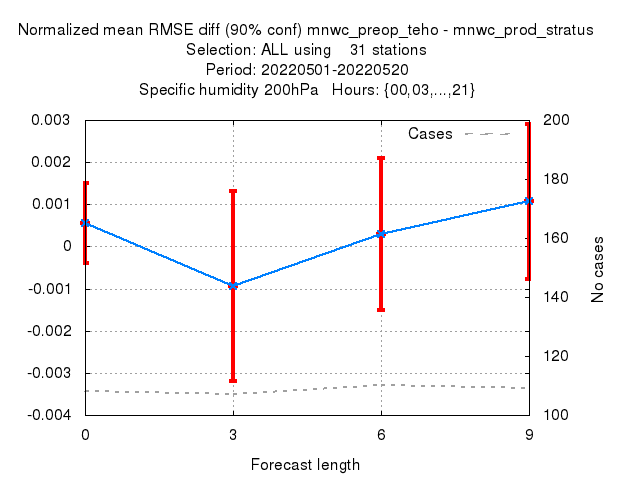 Normalized mean RMSE diff (90% conf) mnwc_preop_teho - mnwc_prod_stratus
Selection: ALL using    31 stations
Period: 20220501-20220520
Specific humidity 200hPa   Hours: {00,03,...,21}
Cases
0.003
0.002
0.001
0
-0.001
-0.002
-0.003
-0.004
200
180
160
140
120
100
No cases
0
3
6
9
Forecast length